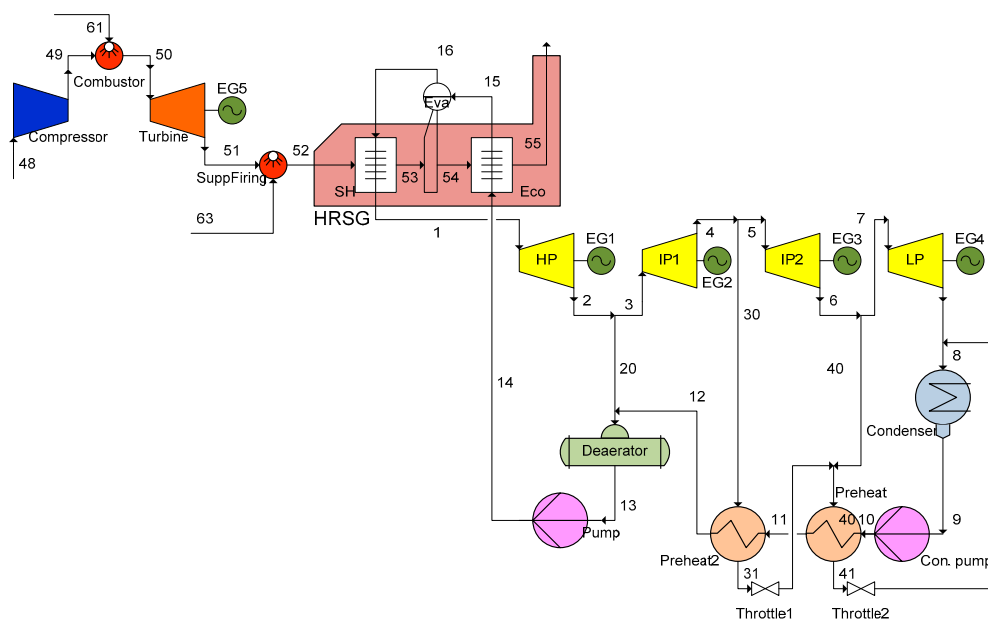 61
49
50
16
Combustor
15
EG5
Eva
Compressor
Turbine
55
51
52
48
SuppFiring
53
54
SH
Eco
63
HRSG
1
4
5
7
EG1
EG3
EG4
HP
IP1
IP2
LP
EG2
2
3
6
30
8
20
40
14
12
Condenser
Deaerator
Preheat
13
11
40
10
9
Pump
Preheat2
Con. pump
31
41
Throttle1
Throttle2